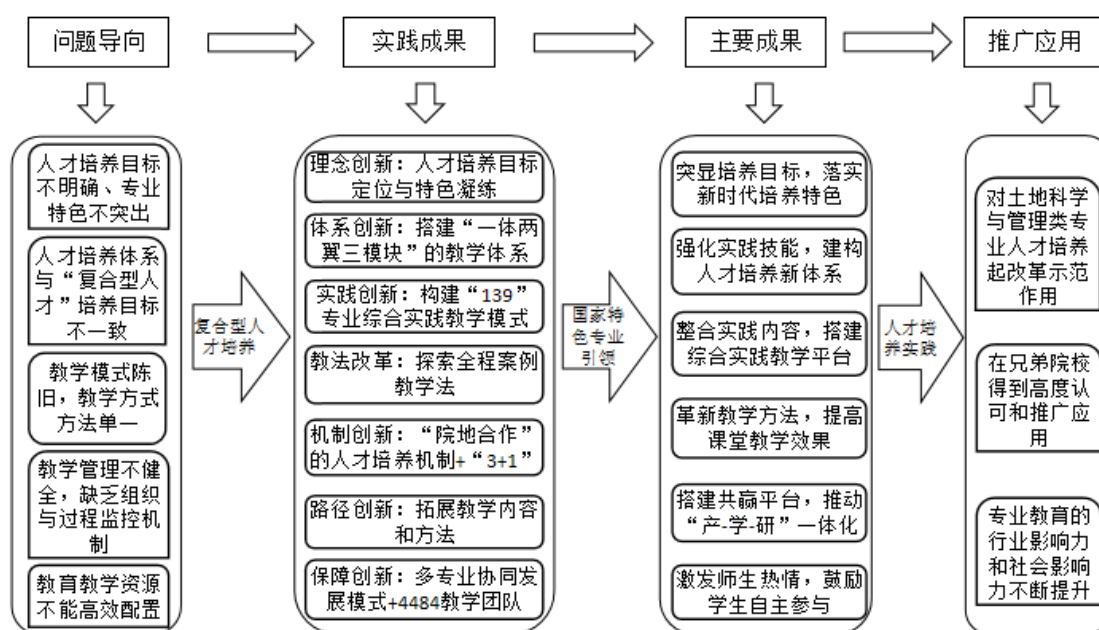 问题导向
实践成果
主要成果
推广应用
人才培养目标
不明确、专业
特色不突出
人才培养体系
与“复合型人
才”培养目标
不一致
教学模式陈
旧，教学方式
方法单一
教学管理不健
全，缺乏组织
与过程监控机
制
教育教学资源
不能高效配置
复合型人
才培养
理念创新：人才培养目标
定位与特色凝练
体系创新：搭建“一体两
翼三模块”的教学体系
实践创新：构建“139”
专业综合实践教学模式
教法改革：探索全程案例
教学法
机制创新：“院地合作”
的人才培养机制+“3+1”
路径创新：拓展教学内容
和方法
保障创新：多专业协同发
展模式+4484教学团队
国家特
色专业
引领
突显培养目标，落实
新时代培养特色
强化实践技能，建构
人才培养新体系
整合实践内容，搭建
综合实践教学平台
革新教学方法，提高
课堂教学效果
搭建共赢平台，推动
“产-学-研”一体化
激发师生热情，鼓励
学生自主参与
人才培
养实践
对土地科学
与管理类专
业人才培养
起改革示范
作用
在兄弟院校
得到高度认
可和推广应
用
专业教育的
行业影响力
和社会影响
力不断提升